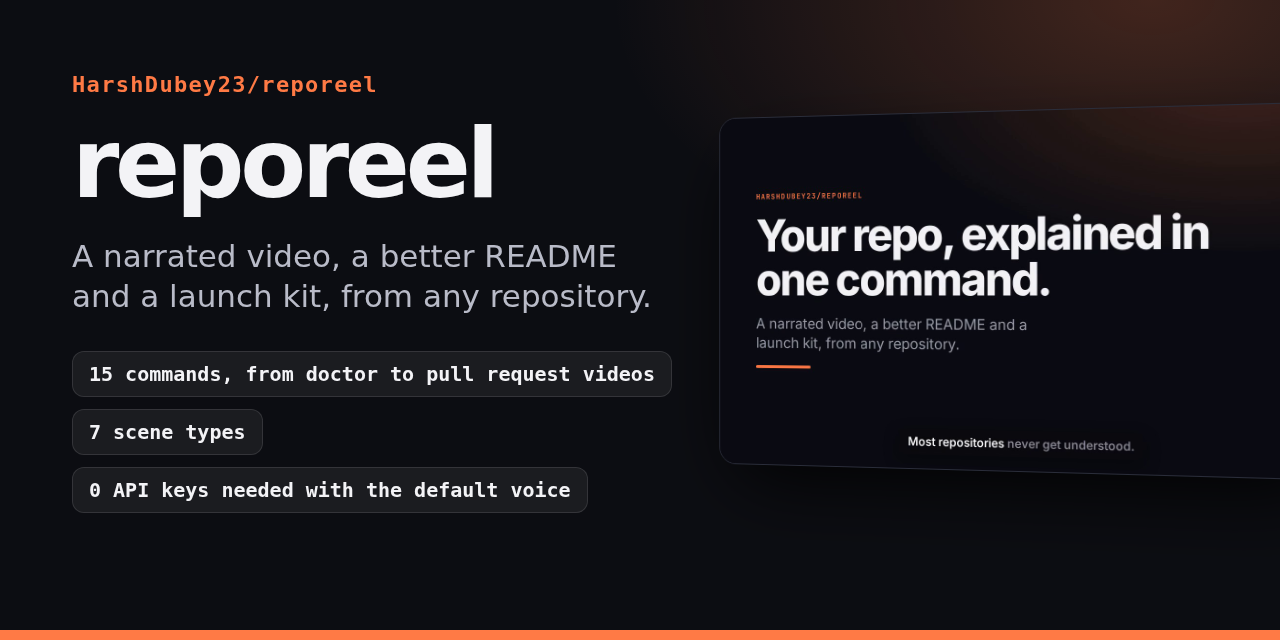 HarshDubey23/reporeel
reporeel
A narrated video, a better README
and a launch kit, from any repository.
15 commands, from doctor to pull request videos
7 scene types
0 API keys needed with the default voice
HARSHDUBEY23/REPOREEL
Your repo, explained in
one command.
A narrated video, a better README and a
launch kit, from any repository.
Most repositories never get understood.